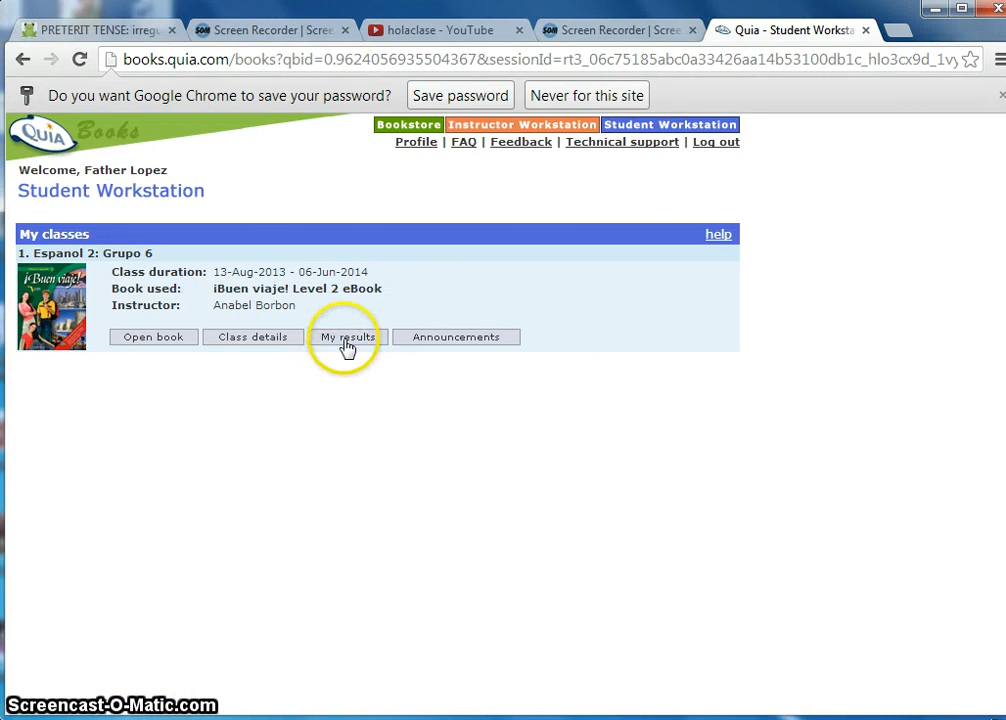 PRETERIT TENSE: irregu
Screen Recorder | Scree
holaclase - YouTube
Screen Recorder | Scree
Quia - Student Worksta
books.quia.com/books?qbid=0.9624056935504367&sessionId=rt3_06c75185abc0a33426aa14b53100db1c_hlo3cx9d_1vy
Do you want Google Chrome to save your password?
Save password
Never for this site
QUIA Books
Bookstore Instructor Workstation Student Workstation
Profile | FAQ | Feedback | Technical support | Log out
Welcome, Father Lopez
Student Workstation
My classes
help
1. Espanol 2: Grupo 6
¡Buen viaje!
Class duration: 13-Aug-2013 - 06-Jun-2014
Book used: iBuen viaje! Level 2 eBook
Instructor: Anabel Borbon
Open book
Class details
My results
Announcements
Screencast-O-Matic.com